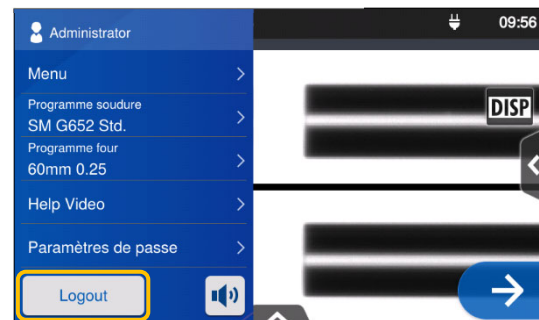 Administrator
09:56
Menu
Programme soudure
SM G652 Std.
DISP
Programme four
60mm 0.25
Help Video
Paramètres de passe
Logout